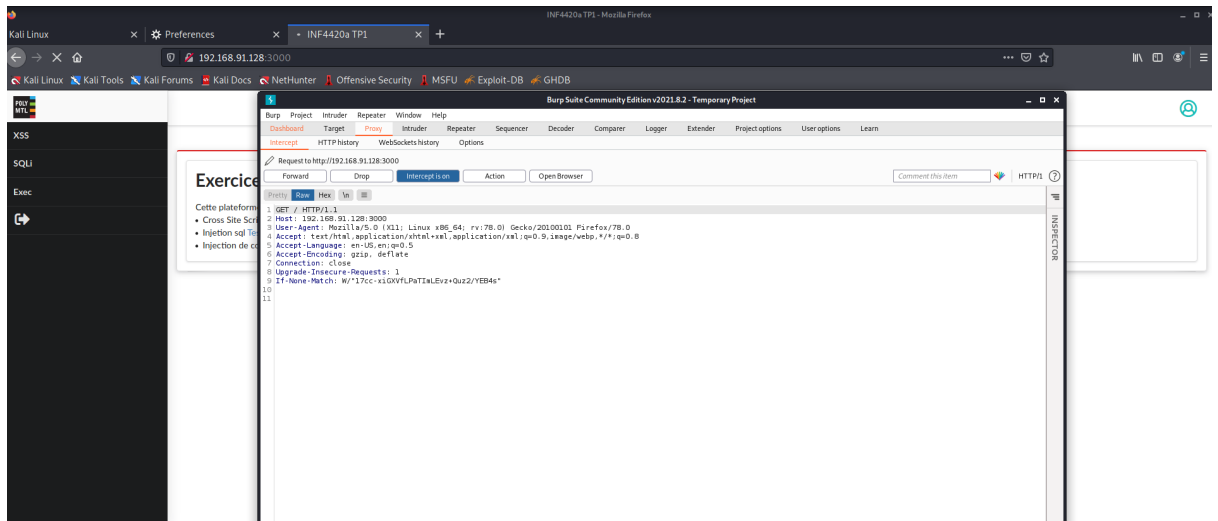 INF4420a TP1 - Mozilla Firefox
Kali Linux
Preferences
INF4420a TP1
192.168.91.128:3000
Kali Linux Kali Tools Kali Forums Kali Docs NetHunter Offensive Security MSFU Exploit-DB GHDB
POLY
MTL
XSS
SQLi
Exec
Exercice
Cette plateform
• Cross Site Scri
• Injetion sql Te
• Injection de co
Burp Suite Community Edition v2021.8.2 - Temporary Project
Burp Project Intruder Repeater Window Help
Dashboard Target Proxy Intruder Repeater Sequencer Decoder Comparer Logger Extender Project options User options Learn
Intercept HTTP history WebSockets history Options
Request to http://192.168.91.128:3000
Forward Drop Intercept is on Action Open Browser Comment this item HTTP/1 ?
Pretty Raw Hex \n
1 GET / HTTP/1.1
2 Host: 192.168.91.128:3000
3 User-Agent: Mozilla/5.0 (X11; Linux x86_64; rv:78.0) Gecko/20100101 Firefox/78.0
4 Accept: text/html,application/xhtml+xml,application/xml;q=0.9,image/webp,*/*;q=0.8
5 Accept-Language: en-US,en;q=0.5
6 Accept-Encoding: gzip, deflate
7 Connection: close
8 Upgrade-Insecure-Requests: 1
9 If-None-Match: W/"17cc-xiGXVfLPaTImLEvz+Quz2/YEB4s"
10
11
INSPECTOR